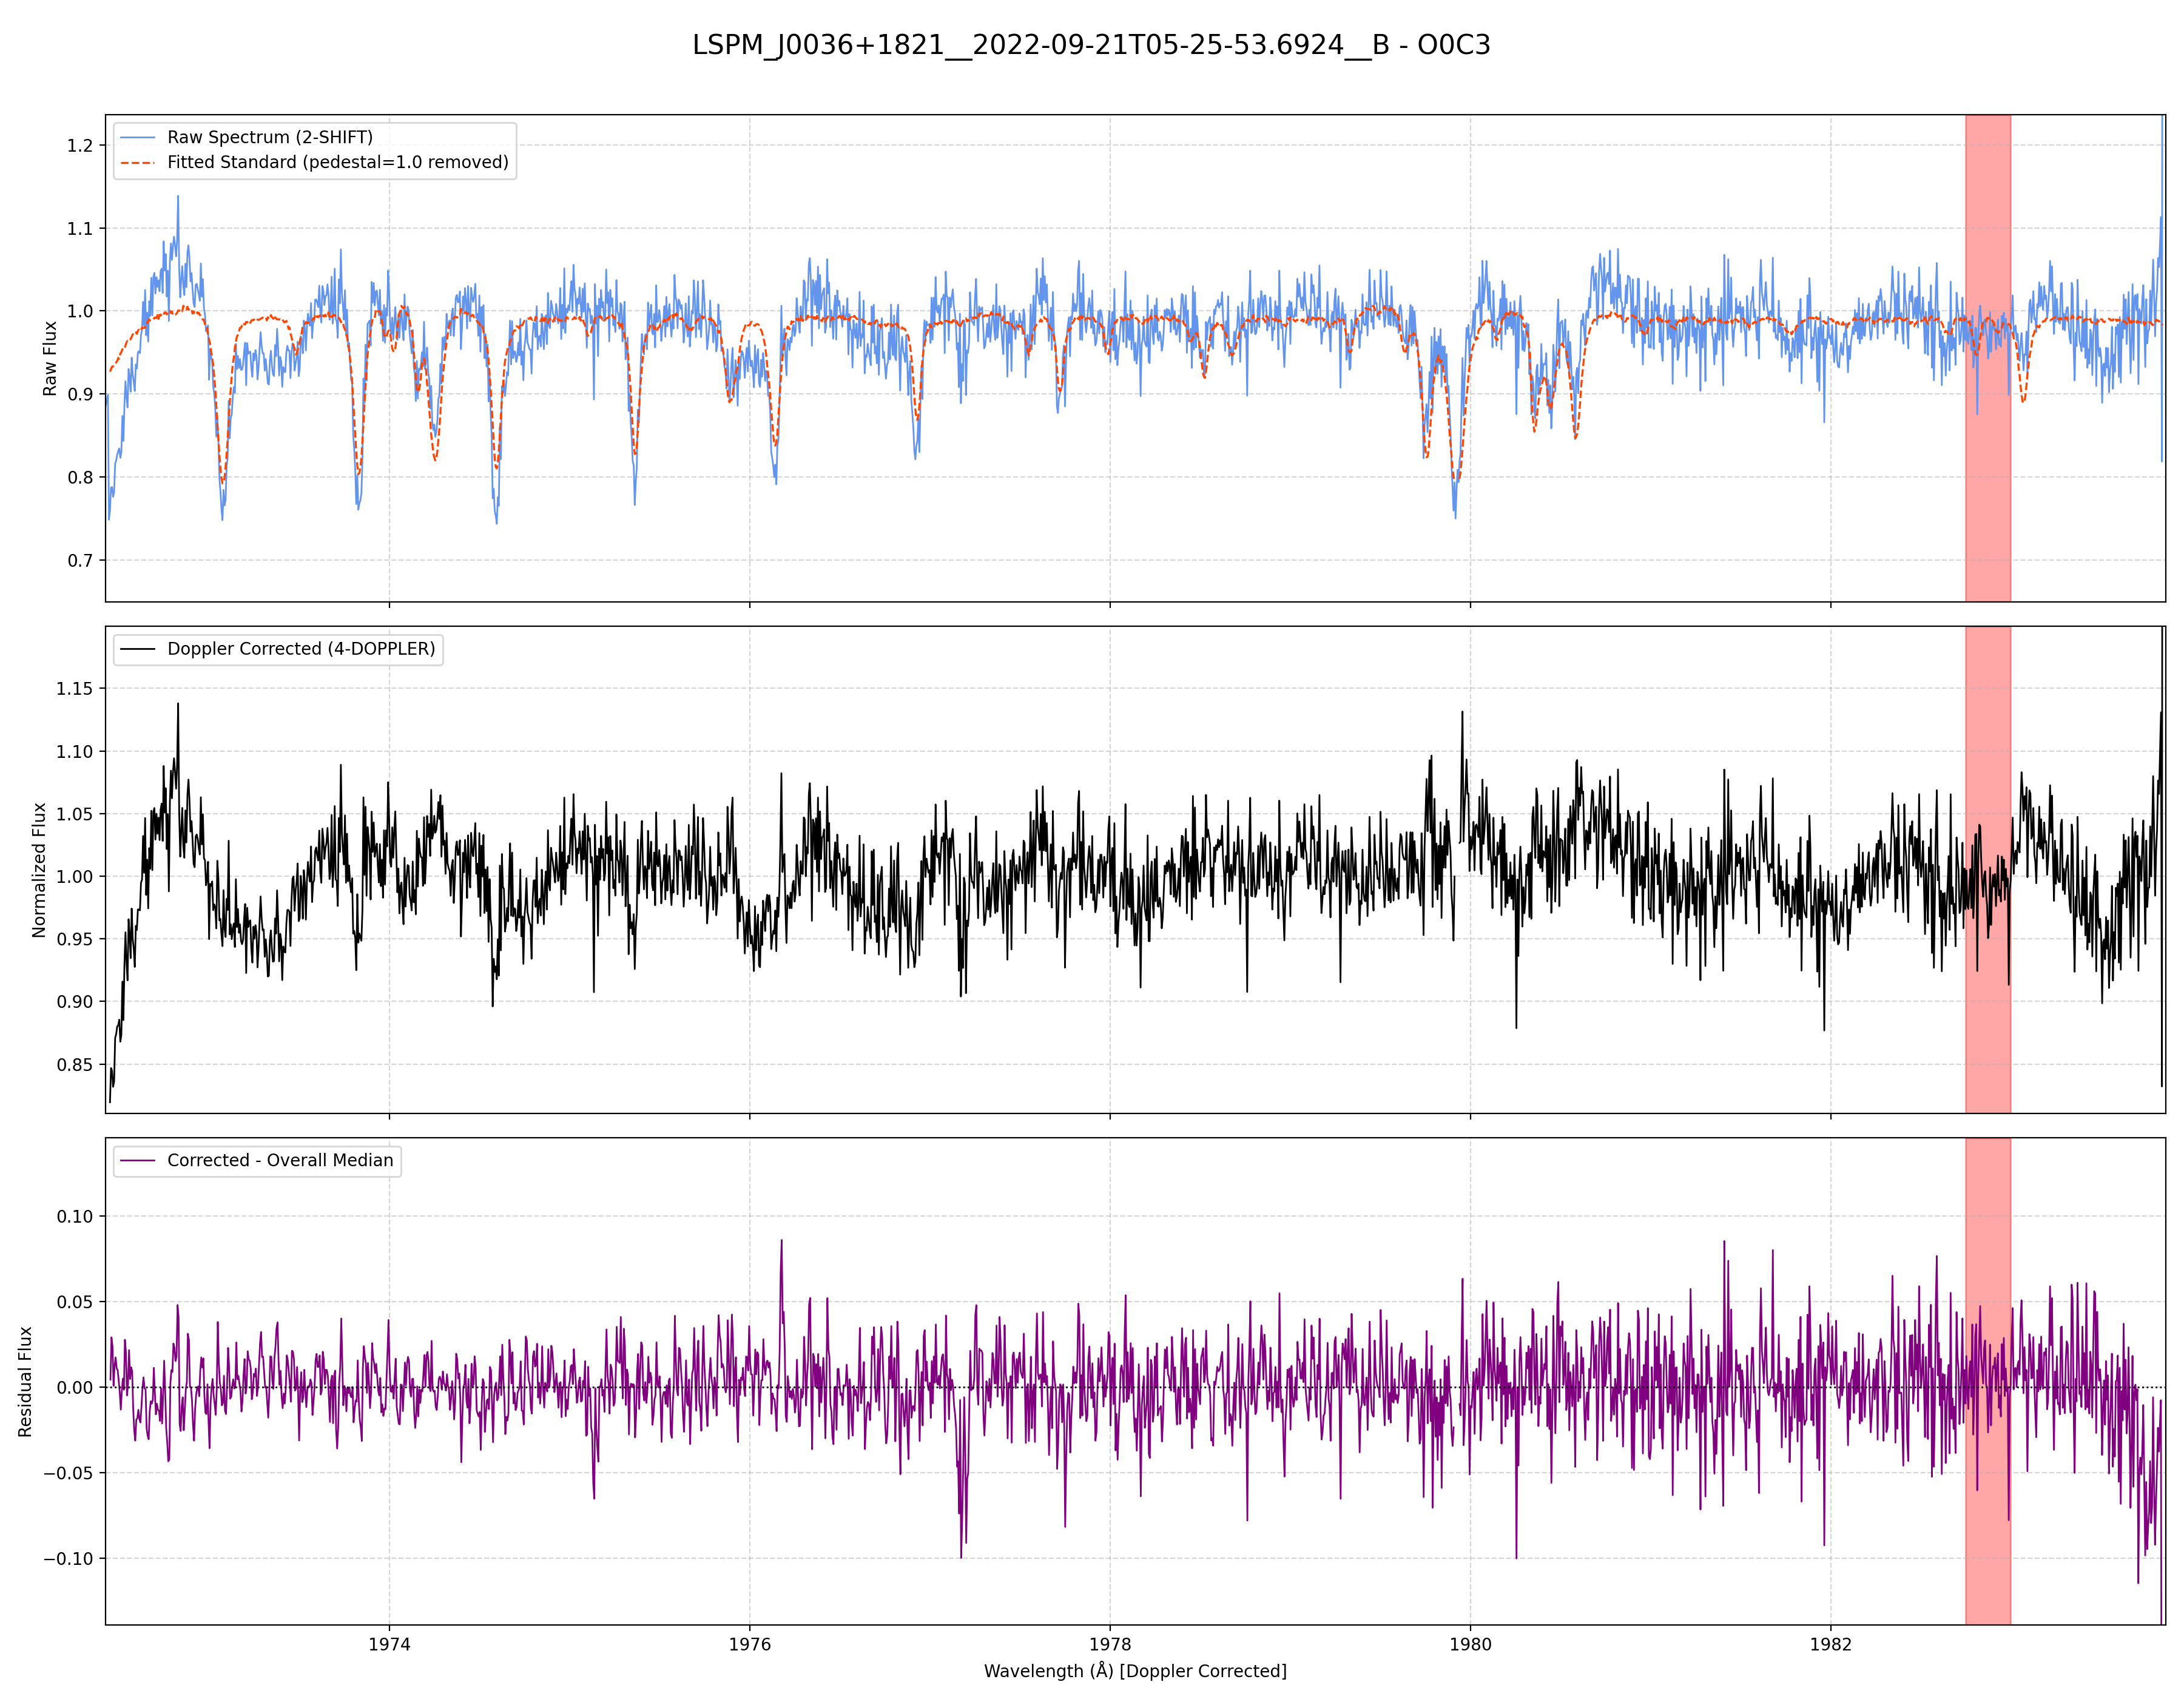 LSPM_J0036+1821__2022-09-21T05-25-53.6924__B - O0C3
Raw Spectrum (2-SHIFT)
Fitted Standard (pedestal=1.0 removed)
Raw Flux
1.2
1.1
1.0
0.9
0.8
0.7
Doppler Corrected (4-DOPPLER)
Normalized Flux
1.15
1.10
1.05
1.00
0.95
0.90
0.85
Corrected - Overall Median
Residual Flux
0.10
0.05
0.00
−0.05
−0.10
1974
1976
1978
1980
1982
Wavelength (Å) [Doppler Corrected]